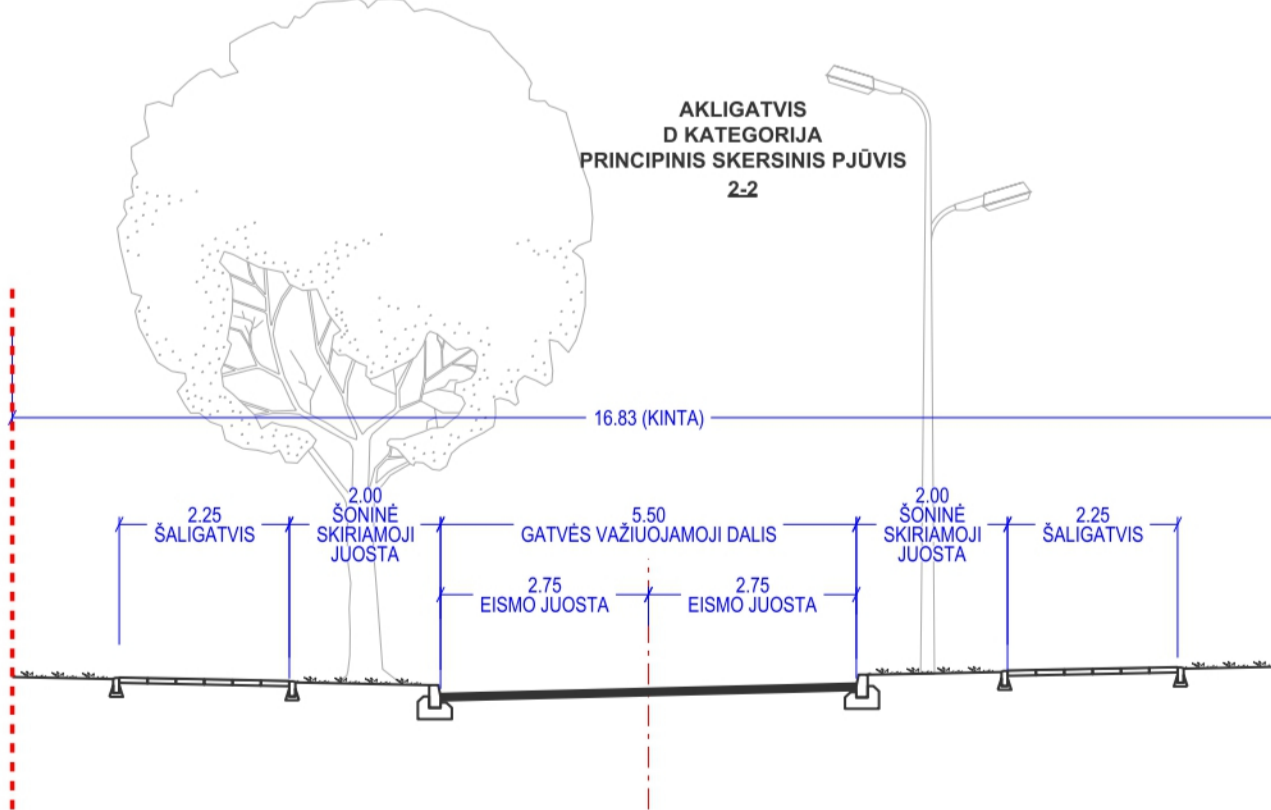 AKLIGATVIS
D KATEGORIJA
PRINCIPINIS SKERSINIS PJŪVIS
2-2
16.83 (KINTA)
2.25
ŠALIGATVIS
2.00
ŠONINĖ
SKIRIAMOJI
JUOSTA
5.50
GATVĖS VAŽIUOJAMOJI DALIS
2.00
ŠONINĖ
SKIRIAMOJI
JUOSTA
2.25
ŠALIGATVIS
2.75
EISMO JUOSTA
2.75
EISMO JUOSTA